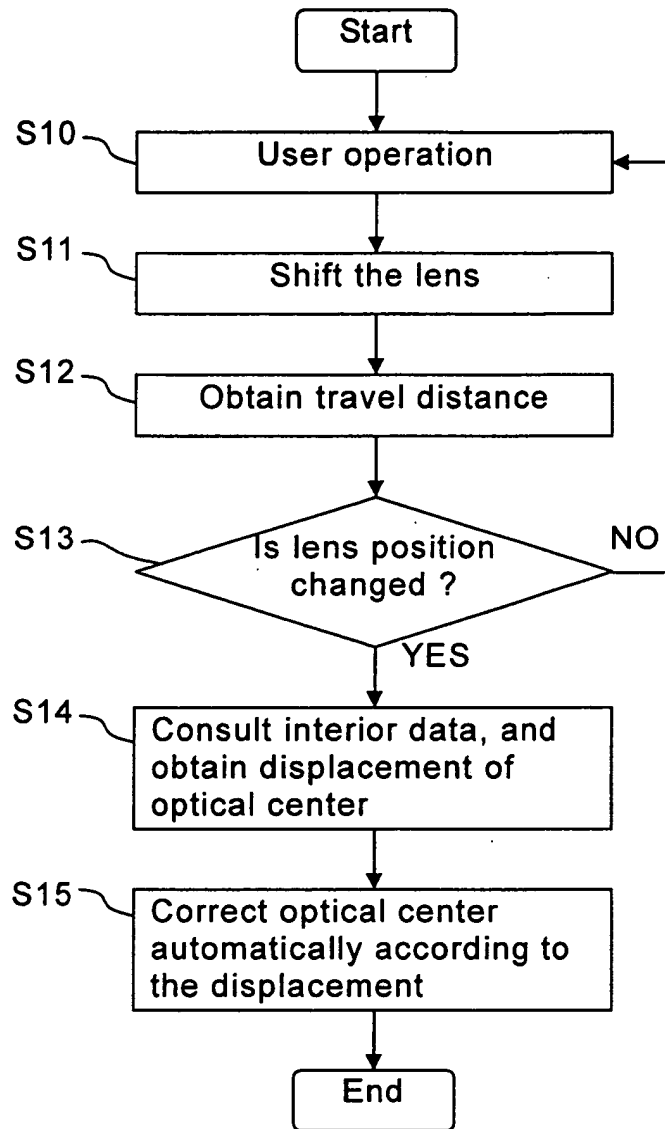 Start
S10
User operation
S11
Shift the lens
S12
Obtain travel distance
S13
Is lens position
changed ?
NO
YES
S14
Consult interior data, and
obtain displacement of
optical center
S15
Correct optical center
automatically according to
the displacement
End